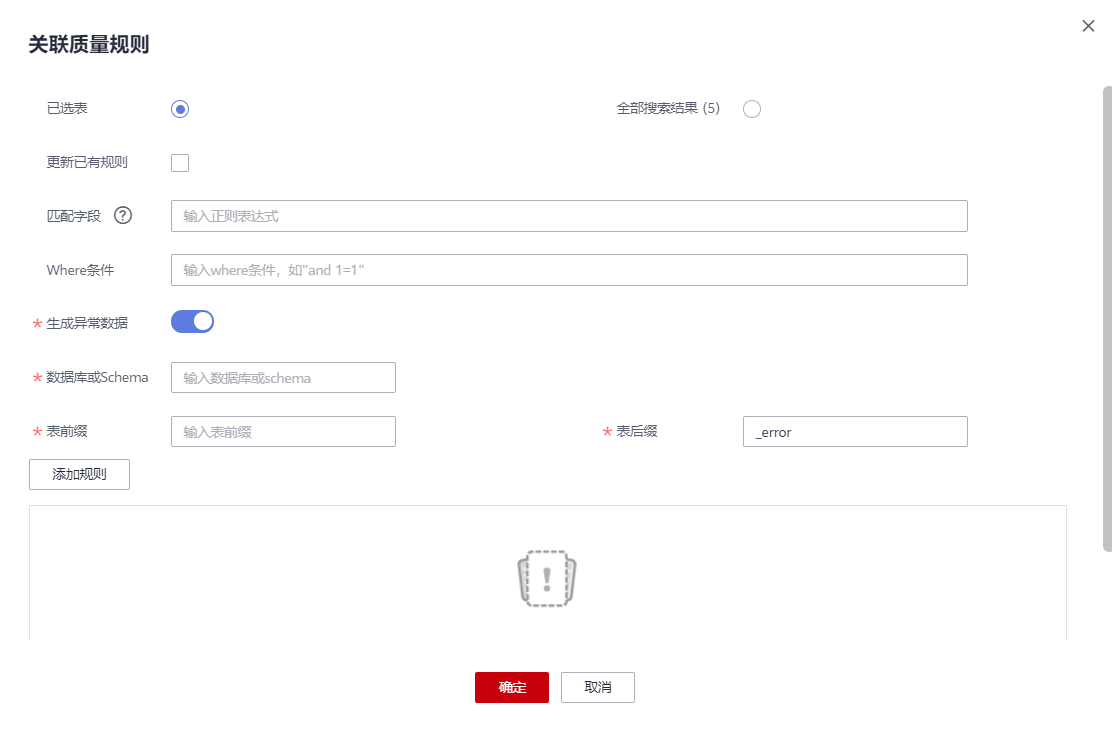 关联质量规则
已选表
全部搜索结果 (5)
更新已有规则
匹配字段
输入正则表达式
Where条件
输入where条件，如"and 1=1"
* 生成异常数据
* 数据库或Schema
输入数据库或schema
* 表前缀
输入表前缀
* 表后缀
_error
添加规则
确定
取消